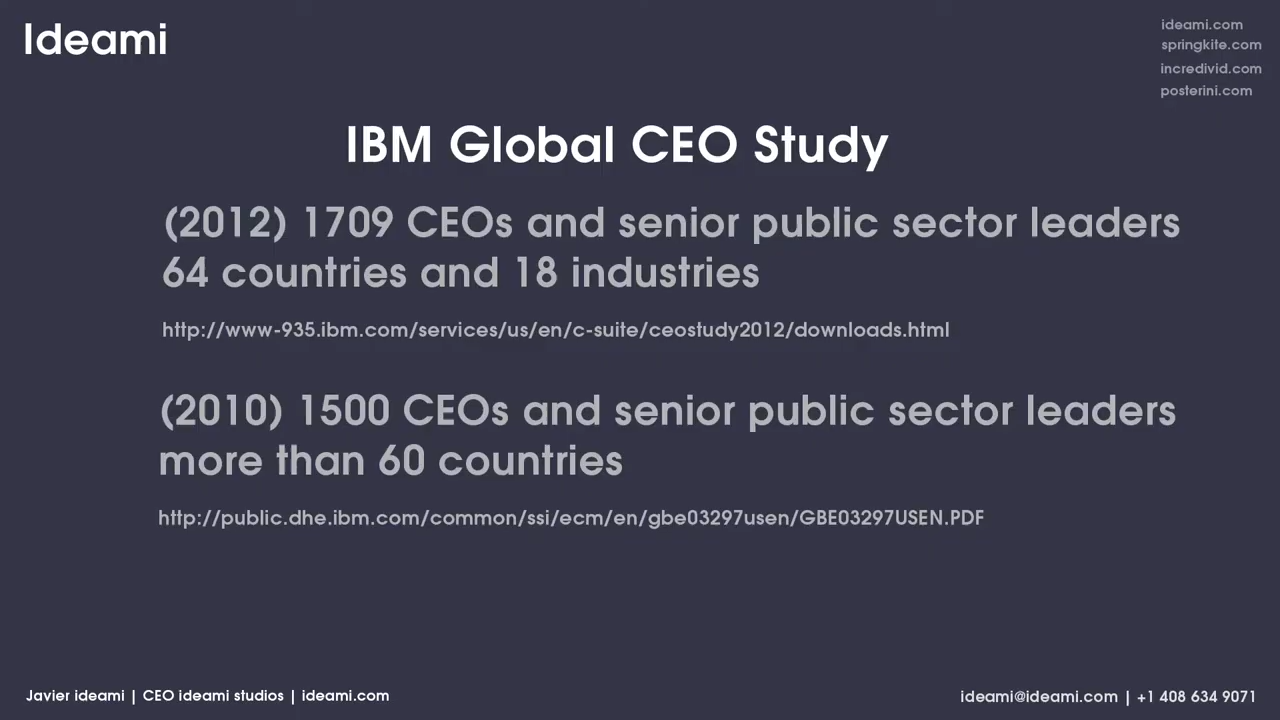 Ideami
ideami.com
springkite.com
incredivid.com
posterini.com
IBM Global CEO Study
(2012) 1709 CEOs and senior public sector leaders
64 countries and 18 industries
http://www-935.ibm.com/services/us/en/c-suite/ceostudy2012/downloads.html
(2010) 1500 CEOs and senior public sector leaders
more than 60 countries
http://public.dhe.ibm.com/common/ssi/ecm/en/gbe03297usen/GBE03297USEN.PDF
Javier ideami | CEO ideami studios | ideami.com
ideami@ideami.com | +1 408 634 9071